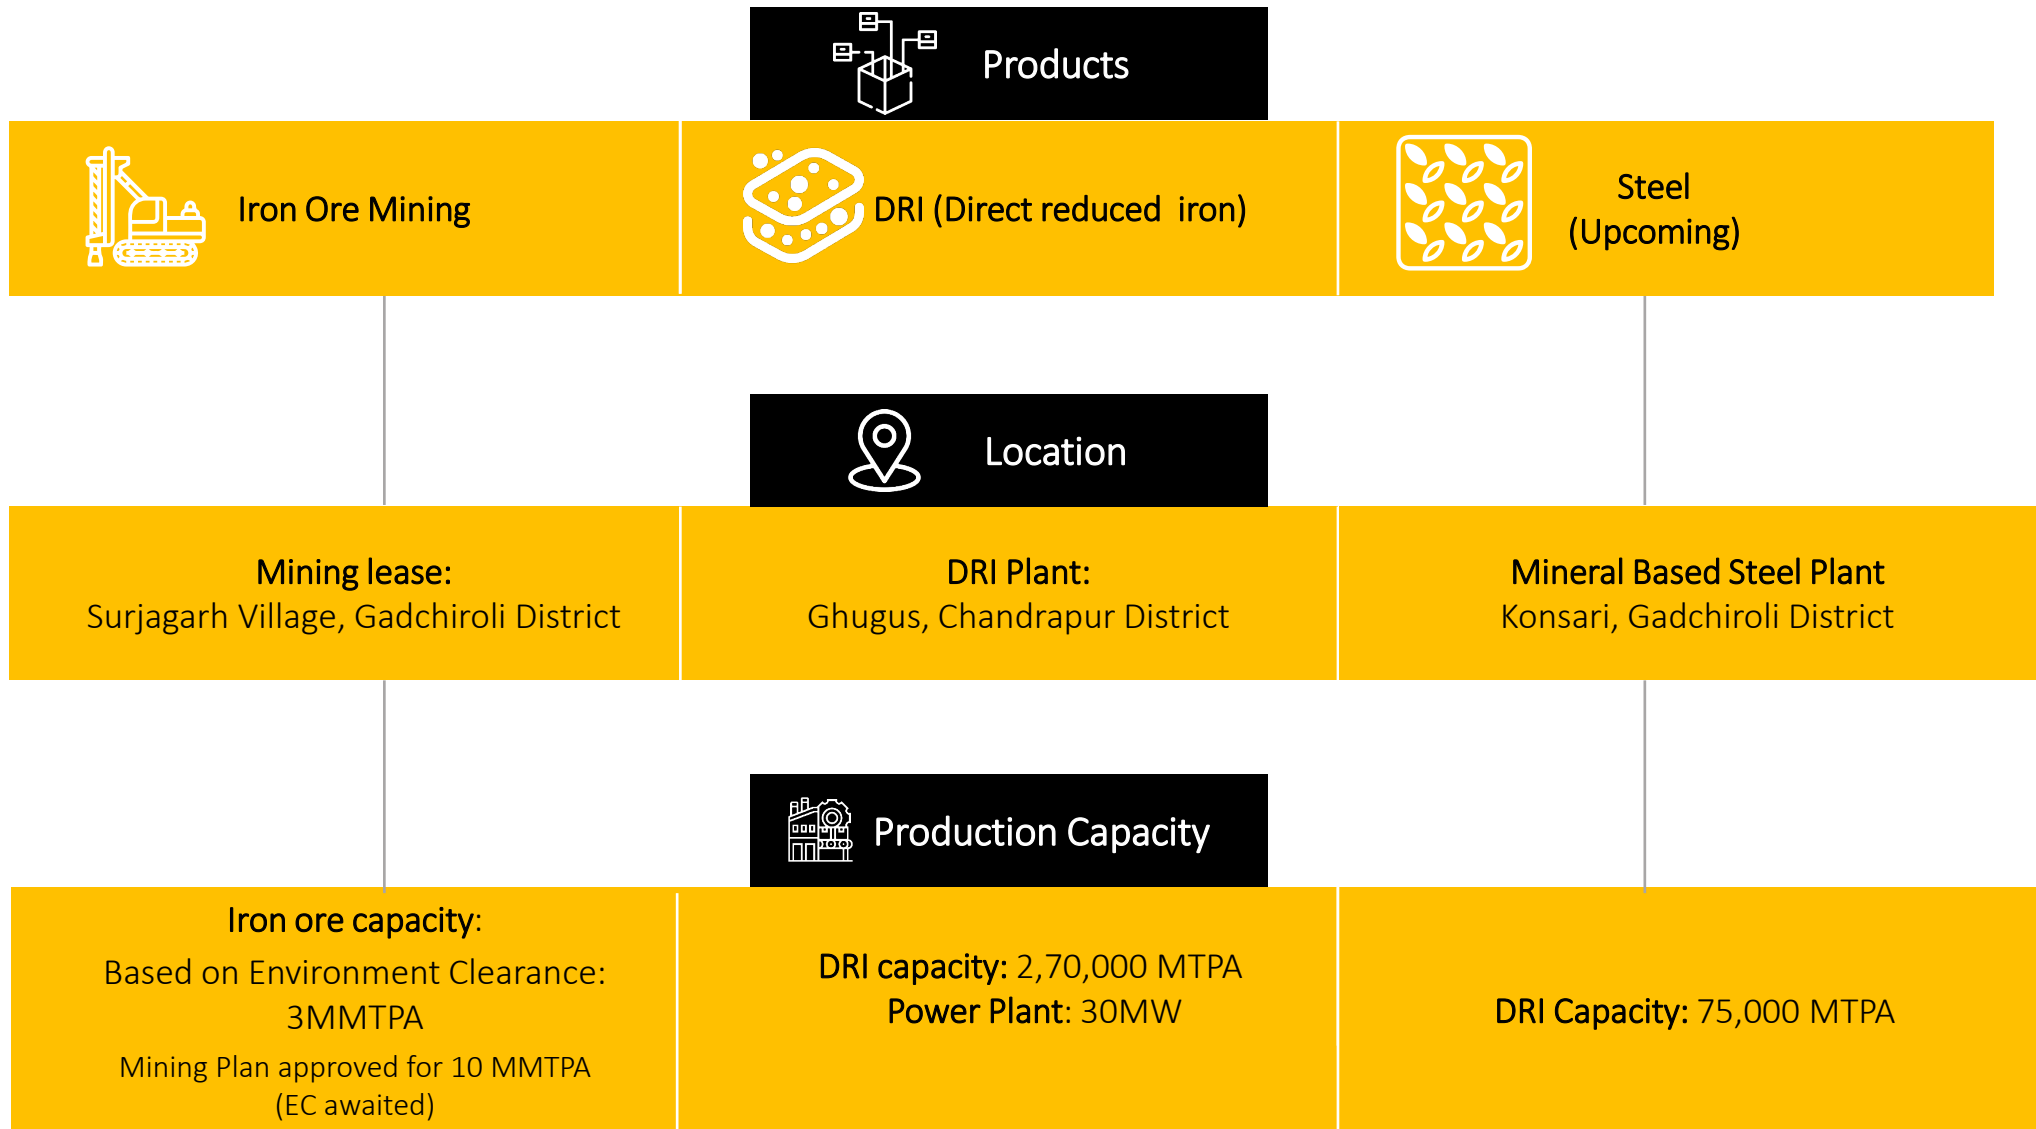 Products
Iron Ore Mining
DRI (Direct reduced iron)
Steel
(Upcoming)
Location
Mining lease:
Surjagarh Village, Gadchiroli District
DRI Plant:
Ghugus, Chandrapur District
Mineral Based Steel Plant
Konsari, Gadchiroli District
Production Capacity
Iron ore capacity:
Based on Environment Clearance:
3MMTPA
Mining Plan approved for 10 MMTPA
(EC awaited)
DRI capacity: 2,70,000 MTPA
Power Plant: 30MW
DRI Capacity: 75,000 MTPA